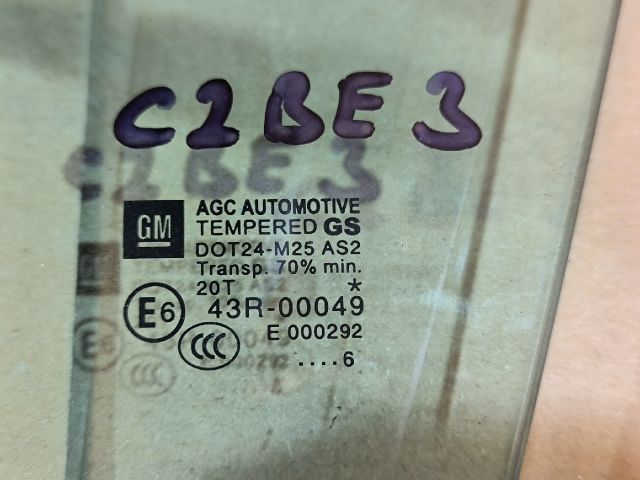 C2BE3
GM
AGC AUTOMOTIVE
TEMPERED GS
DOT24-M25 AS2
Transp. 70% min.
20T *
E6 43R-00049
CCC E 000292
....6